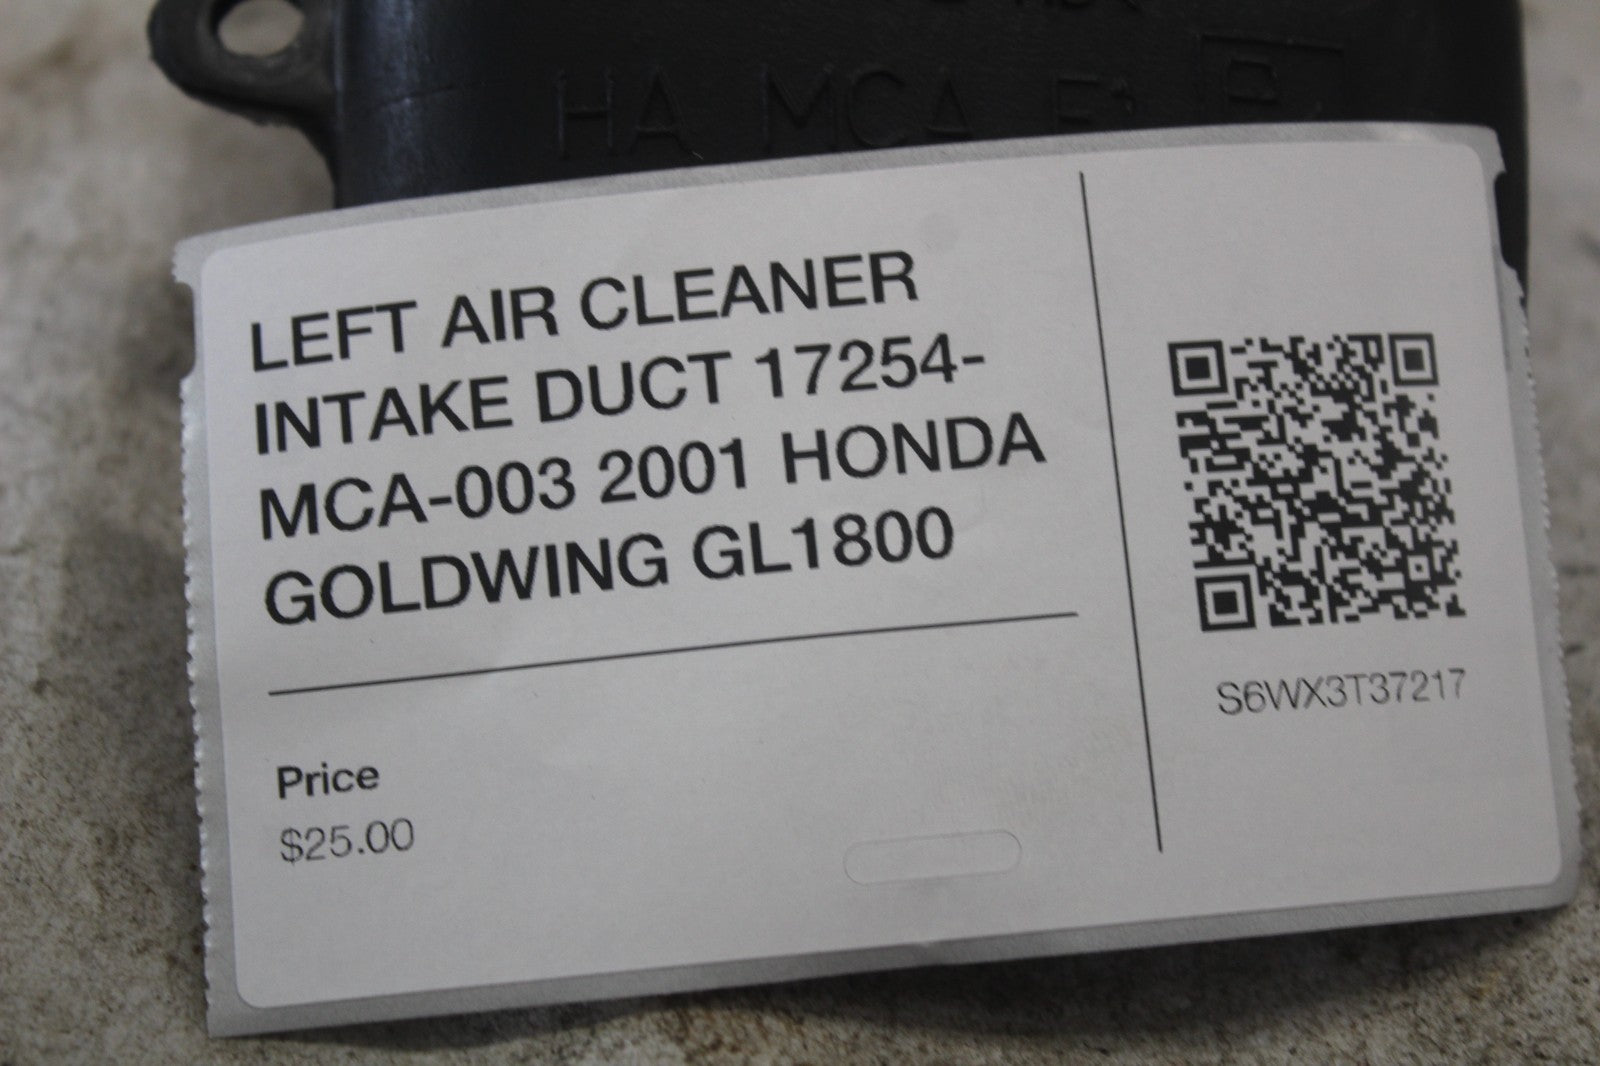 HA MCA
LEFT AIR CLEANER
INTAKE DUCT 17254-
MCA-003 2001 HONDA
GOLDWING GL1800
S6WX3T37217
Price
$25.00